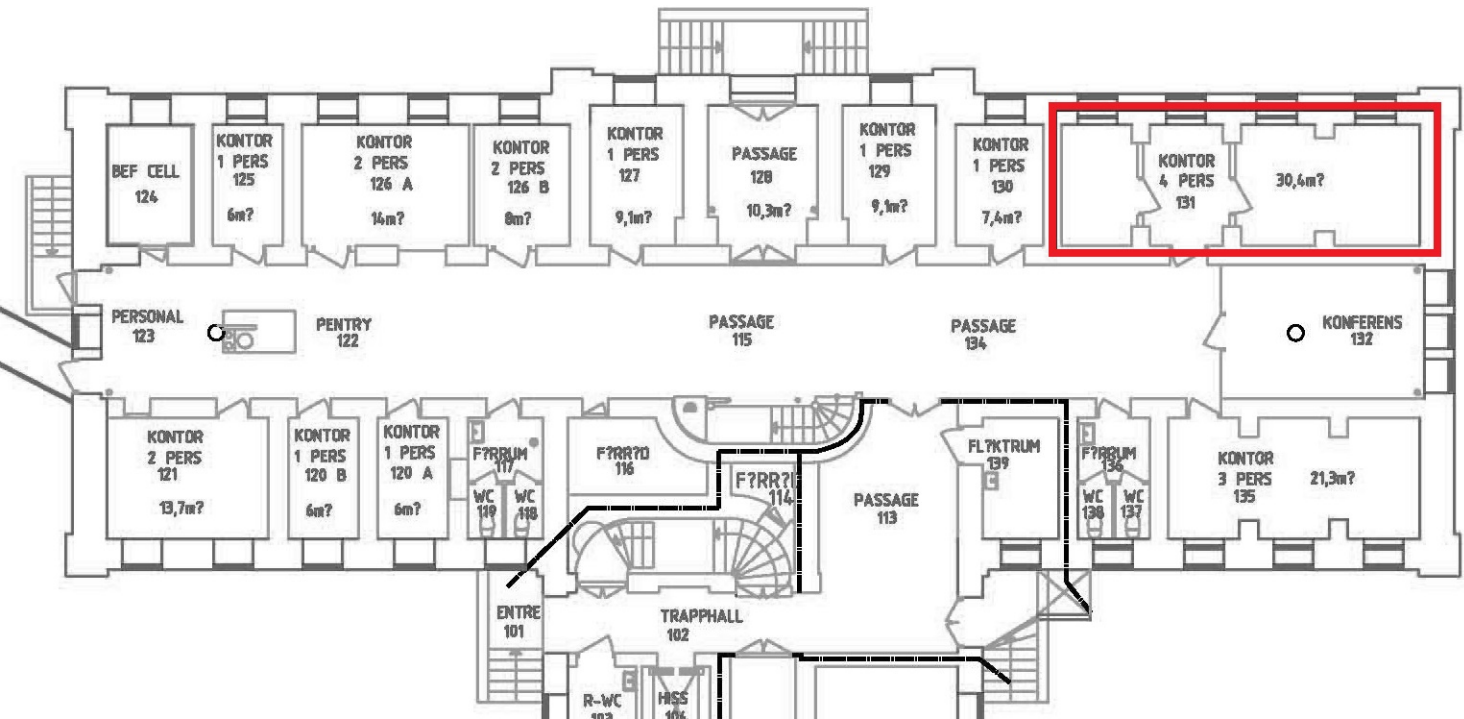 BEF CELL
124
KONTOR
1 PERS
125
6m?
KONTOR
2 PERS
126 A
14m?
KONTOR
2 PERS
126 B
8m?
KONTOR
1 PERS
127
9,1m?
PASSAGE
128
10,3m?
KONTOR
1 PERS
129
9,1m?
KONTOR
1 PERS
130
7,4m?
KONTOR
4 PERS
131
30,4m?
PERSONAL
123
PENTRY
122
PASSAGE
115
PASSAGE
134
KONFERENS
132
KONTOR
2 PERS
121
13,7m?
KONTOR
1 PERS
120 B
6m?
KONTOR
1 PERS
120 A
6m?
F?RRUM
117
WC
119
WC
118
F?RR?D
116
F?RR?
114
PASSAGE
113
FL?KTRUM
139
F?RRUM
136
WC
138
WC
137
KONTOR
3 PERS
135
21,3m?
ENTRE
101
TRAPPHALL
102
R-WC
103
HISS
104